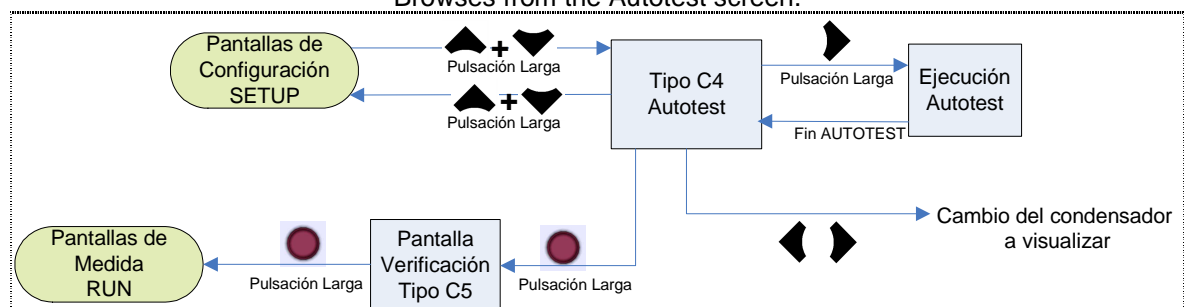 Browses from the Autotest screen.
Pantallas de
Configuración
SETUP
+
Pulsación Larga
+
Pulsación Larga
Tipo C4
Autotest
Pulsación Larga
Fin AUTOTEST
Ejecución
Autotest
Cambio del condensador
a visualizar
Pantallas de
Medida
RUN
Pulsación Larga
Pantalla
Verificación
Tipo C5
Pulsación Larga